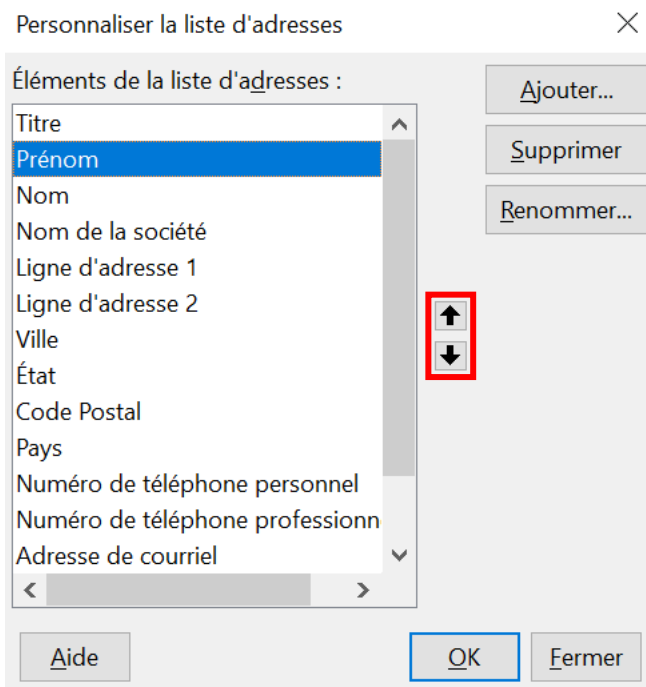 Personnaliser la liste d'adresses
Éléments de la liste d'adresses :
Titre
Prénom
Nom
Nom de la société
Ligne d'adresse 1
Ligne d'adresse 2
Ville
État
Code Postal
Pays
Numéro de téléphone personnel
Numéro de téléphone professionn
Adresse de courriel
Ajouter...
Supprimer
Renommer...
Aide
OK
Fermer